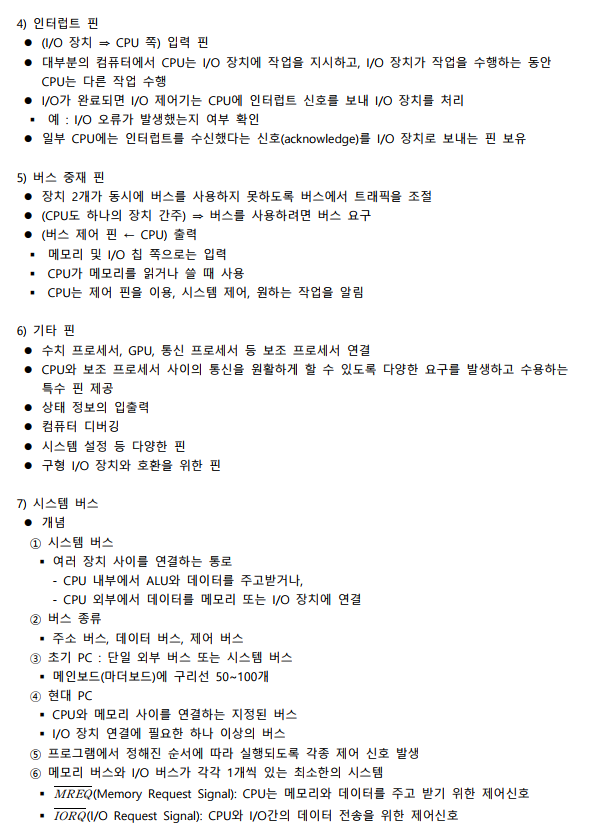 4) 인터럽트 핀
● (I/O 장치 ⇒ CPU 쪽) 입력 핀
● 대부분의 컴퓨터에서 CPU는 I/O 장치에 작업을 지시하고, I/O 장치가 작업을 수행하는 동안
CPU는 다른 작업 수행
● I/O가 완료되면 I/O 제어기는 CPU에 인터럽트 신호를 보내 I/O 장치를 처리
▪ 예 : I/O 오류가 발생했는지 여부 확인
● 일부 CPU에는 인터럽트를 수신했다는 신호(acknowledge)를 I/O 장치로 보내는 핀 보유
5) 버스 중재 핀
● 장치 2개가 동시에 버스를 사용하지 못하도록 버스에서 트래픽을 조절
● (CPU도 하나의 장치 간주) ⇒ 버스를 사용하려면 버스 요구
● (버스 제어 핀 ← CPU) 출력
▪ 메모리 및 I/O 칩 쪽으로는 입력
▪ CPU가 메모리를 읽거나 쓸 때 사용
▪ CPU는 제어 핀을 이용, 시스템 제어, 원하는 작업을 알림
6) 기타 핀
● 수치 프로세서, GPU, 통신 프로세서 등 보조 프로세서 연결
● CPU와 보조 프로세서 사이의 통신을 원활하게 할 수 있도록 다양한 요구를 발생하고 수용하는
특수 핀 제공
● 상태 정보의 입출력
● 컴퓨터 디버깅
● 시스템 설정 등 다양한 핀
● 구형 I/O 장치와 호환을 위한 핀
7) 시스템 버스
● 개념
① 시스템 버스
▪ 여러 장치 사이를 연결하는 통로
- CPU 내부에서 ALU와 데이터를 주고받거나,
- CPU 외부에서 데이터를 메모리 또는 I/O 장치에 연결
② 버스 종류
▪ 주소 버스, 데이터 버스, 제어 버스
③ 초기 PC : 단일 외부 버스 또는 시스템 버스
▪ 메인보드(마더보드)에 구리선 50~100개
④ 현대 PC
▪ CPU와 메모리 사이를 연결하는 지정된 버스
▪ I/O 장치 연결에 필요한 하나 이상의 버스
⑤ 프로그램에서 정해진 순서에 따라 실행되도록 각종 제어 신호 발생
⑥ 메모리 버스와 I/O 버스가 각각 1개씩 있는 최소한의 시스템
▪ M̅R̅E̅Q̅(Memory Request Signal): CPU는 메모리와 데이터를 주고 받기 위한 제어신호
▪ I̅O̅R̅Q̅(I/O Request Signal): CPU와 I/O간의 데이터 전송을 위한 제어신호